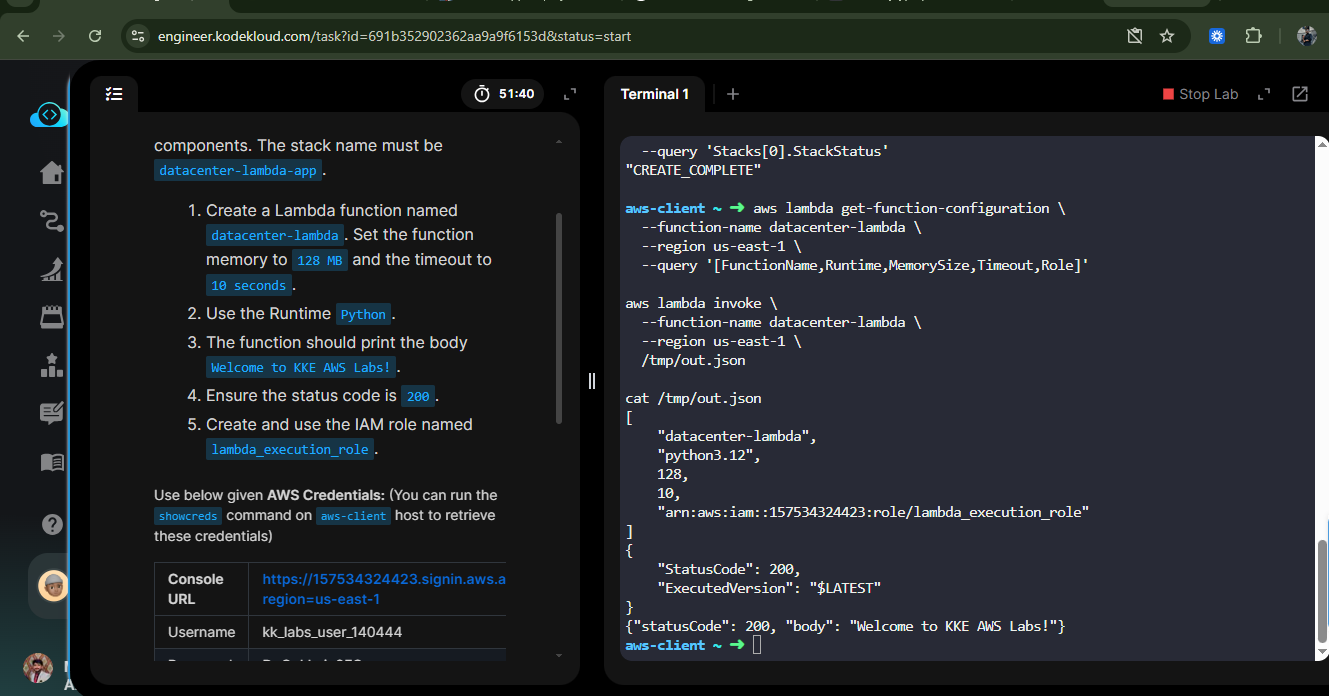 engineer.kodekloud.com/task?id=691b352902362aa9a9f6153d&status=start
51:40
components. The stack name must be
datacenter-lambda-app.
1. Create a Lambda function named
datacenter-lambda. Set the function
memory to 128 MB and the timeout to
10 seconds.
2. Use the Runtime Python.
3. The function should print the body
Welcome to KKE AWS Labs!.
4. Ensure the status code is 200.
5. Create and use the IAM role named
lambda_execution_role.
Use below given AWS Credentials: (You can run the
showcreds command on aws-client host to retrieve
these credentials)
Console URL
https://157534324423.signin.aws.a
region=us-east-1
Username kk_labs_user_140444
Terminal 1
Stop Lab
--query 'Stacks[0].StackStatus'
"CREATE_COMPLETE"
aws-client ~ ➜ aws lambda get-function-configuration \
--function-name datacenter-lambda \
--region us-east-1 \
--query '[FunctionName,Runtime,MemorySize,Timeout,Role]'
aws lambda invoke \
--function-name datacenter-lambda \
--region us-east-1 \
/tmp/out.json
cat /tmp/out.json
[
"datacenter-lambda",
"python3.12",
128,
10,
"arn:aws:iam::157534324423:role/lambda_execution_role"
]
{
"StatusCode": 200,
"ExecutedVersion": "$LATEST"
}
{"statusCode": 200, "body": "Welcome to KKE AWS Labs!"}
aws-client ~ ➜